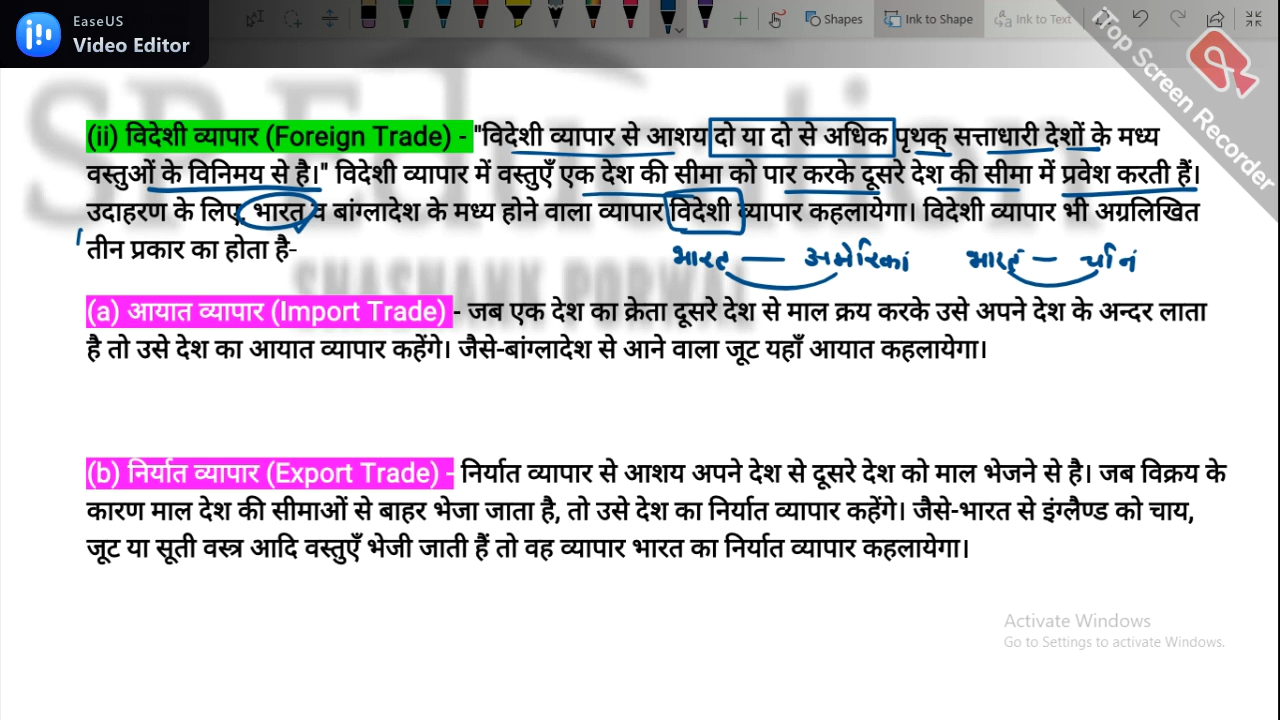 EaseUS
Video Editor
Shapes
Ink to Shape
Ink to Text
iTop Screen Recorder
(ii) विदेशी व्यापार (Foreign Trade) - "विदेशी व्यापार से आशय दो या दो से अधिक पृथक् सत्ताधारी देशों के मध्य
वस्तुओं के विनिमय से है।" विदेशी व्यापार में वस्तुएँ एक देश की सीमा को पार करके दूसरे देश की सीमा में प्रवेश करती हैं।
उदाहरण के लिए, भारत व बांग्लादेश के मध्य होने वाला व्यापार विदेशी व्यापार कहलायेगा। विदेशी व्यापार भी अग्रलिखित
तीन प्रकार का होता है-
भारत — अमेरिका भारत — चीन
SHASHANK PORWAL
(a) आयात व्यापार (Import Trade) - जब एक देश का क्रेता दूसरे देश से माल क्रय करके उसे अपने देश के अन्दर लाता
है तो उसे देश का आयात व्यापार कहेंगे। जैसे-बांग्लादेश से आने वाला जूट यहाँ आयात कहलायेगा।
(b) निर्यात व्यापार (Export Trade) - निर्यात व्यापार से आशय अपने देश से दूसरे देश को माल भेजने से है। जब विक्रय के
कारण माल देश की सीमाओं से बाहर भेजा जाता है, तो उसे देश का निर्यात व्यापार कहेंगे। जैसे-भारत से इंग्लैण्ड को चाय,
जूट या सूती वस्त्र आदि वस्तुएँ भेजी जाती हैं तो वह व्यापार भारत का निर्यात व्यापार कहलायेगा।
Activate Windows
Go to Settings to activate Windows.